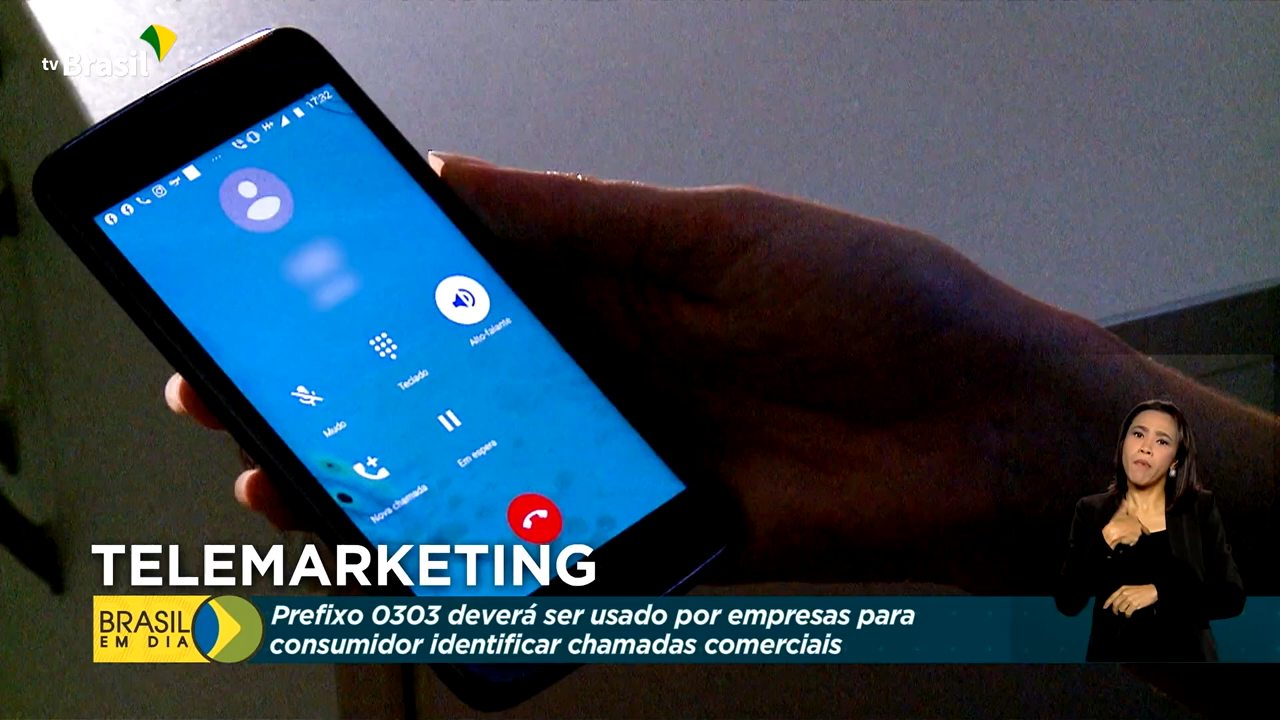 tv Brasil
17:32
Alto-falante
Teclado
Mudo
Em espera
Nova chamada
TELEMARKETING
BRASIL
EM DIA
Prefixo 0303 deverá ser usado por empresas para
consumidor identificar chamadas comerciais